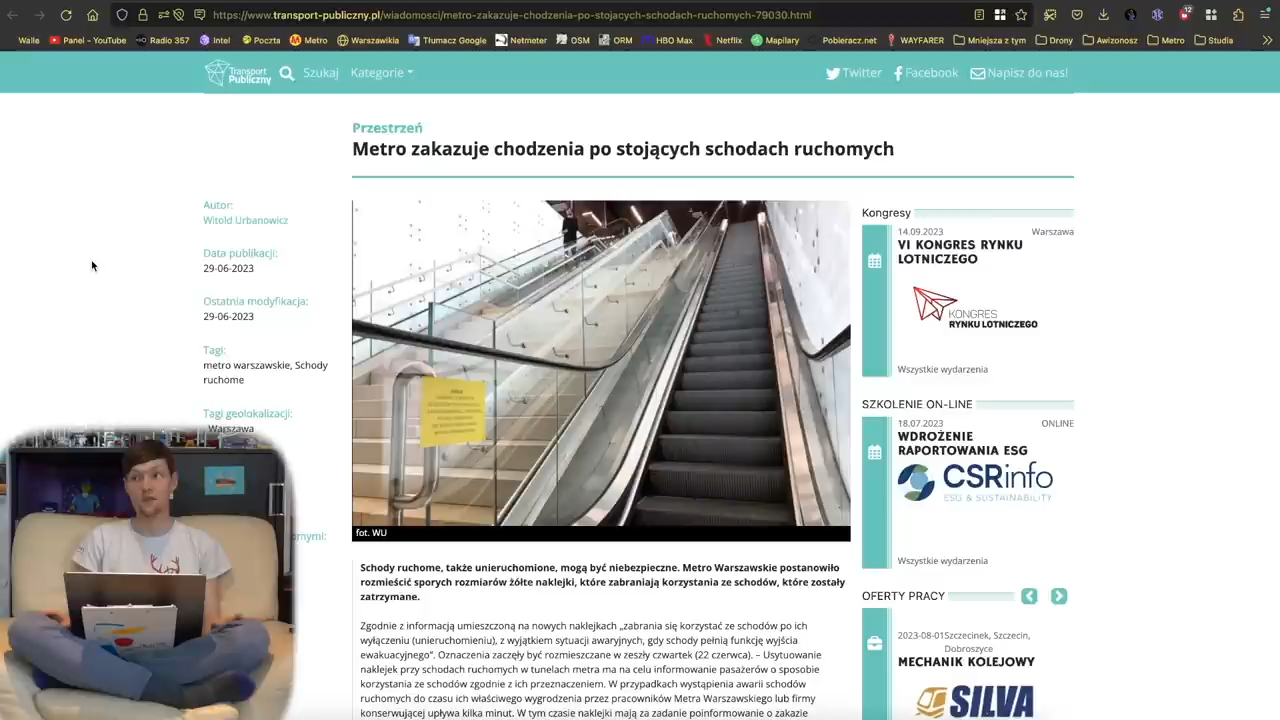 https://www.transport-publiczny.pl/wiadomosci/metro-zakazuje-chodzenia-po-stojacych-schodach-ruchomych-79030.html
12
Walle Panel - YouTube Radio 357 Intel Poczta Metro Warszawikia Tłumacz Google Netmeter OSM ORM HBO Max Netflix Mapilary Pobieracz.net WAYFARER Mniejsza z tym Drony Awizonosz Metro Studia
Transport Publiczny
Szukaj Kategorie
Twitter Facebook Napisz do nas!
Przestrzeń
Metro zakazuje chodzenia po stojących schodach ruchomych
Autor:
Witold Urbanowicz
Data publikacji:
29-06-2023
Ostatnia modyfikacja:
29-06-2023
Tagi:
metro warszawskie, Schody
ruchome
Tagi geolokalizacji:
Warszawa
fot. WU
Schody ruchome, także unieruchomione, mogą być niebezpieczne. Metro Warszawskie postanowiło
rozmieścić sporych rozmiarów żółte naklejki, które zabraniają korzystania ze schodów, które zostały
zatrzymane.
Zgodnie z informacją umieszczoną na nowych naklejkach „zabrania się korzystać ze schodów po ich
wyłączeniu (unieruchomieniu), z wyjątkiem sytuacji awaryjnych, gdy schody pełnią funkcję wyjścia
ewakuacyjnego”. Oznaczenia zaczęły być rozmieszczane w zeszły czwartek (22 czerwca). – Usytuowanie
naklejek przy schodach ruchomych w tunelach metra ma na celu informowanie pasażerów o sposobie
korzystania ze schodów zgodnie z ich przeznaczeniem. W przypadkach wystąpienia awarii schodów
ruchomych do czasu ich właściwego wygrodzenia przez pracowników Metra Warszawskiego lub firmy
konserwującej upływa kilka minut. W tym czasie naklejki mają za zadanie poinformowanie o zakazie
Kongresy
14.09.2023 Warszawa
VI KONGRES RYNKU
LOTNICZEGO
KONGRES
RYNKU LOTNICZEGO
Wszystkie wydarzenia
SZKOLENIE ON-LINE
18.07.2023 ONLINE
WDROŻENIE
RAPORTOWANIA ESG
CSRinfo
ESG & SUSTAINABILITY
Wszystkie wydarzenia
OFERTY PRACY
2023-08-01Szczecinek, Szczecin,
Dobroszyce
MECHANIK KOLEJOWY
SILVA